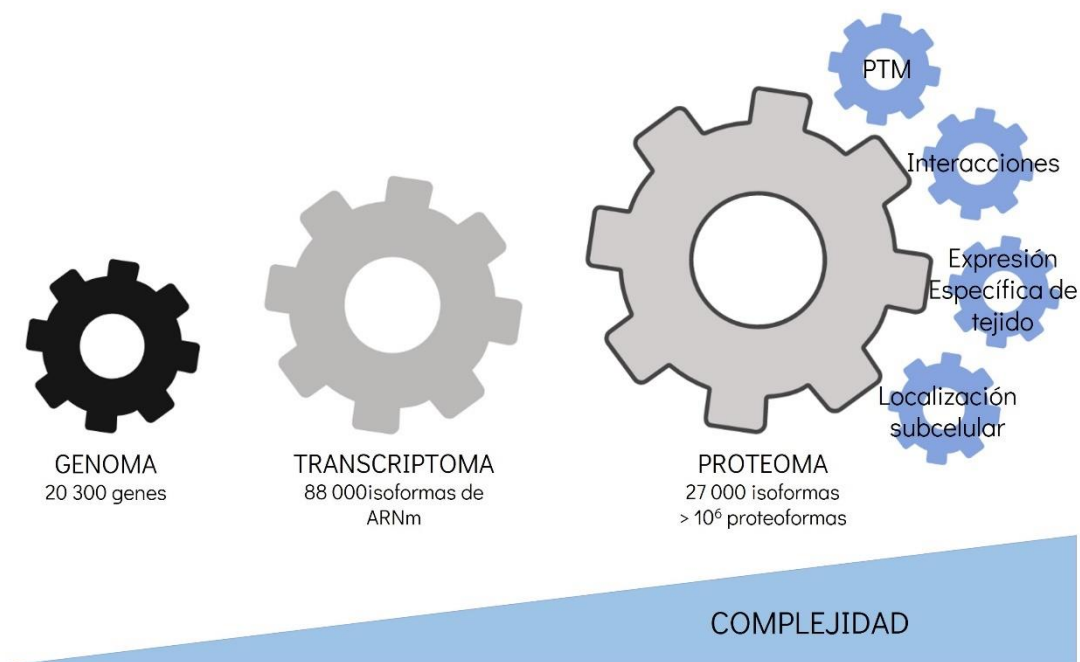 PTM
Interacciones
Expresión
Específica de
tejido
Localización
subcelular
GENOMA
20 300 genes
TRANSCRIPTOMA
88 000isoformas de
ARNm
PROTEOMA
27 000 isoformas
> 10⁶ proteoformas
COMPLEJIDAD